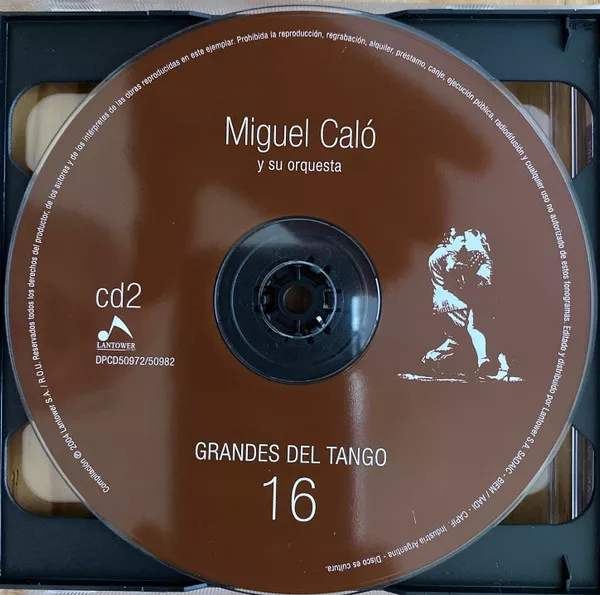 Compilación ℗ 2004 Lantower S.A. / R.O.U. Reservados todos los derechos del productor, de los autores y de los intérpretes de las obras reproducidas en este ejemplar. Prohibida la reproducción, regrabación, alquiler, préstamo, canje, ejecución pública, radiodifusión y cualquier uso no autorizado de estos fonogramas. Editado y distribuido por Lantower S.A. SADAIC - BIEM / AADI - CAPIF- Industria Argentina - Disco es cultura.
Miguel Caló
y su orquesta
cd2
LANTOWER
DPCD50972/50982
GRANDES DEL TANGO
16